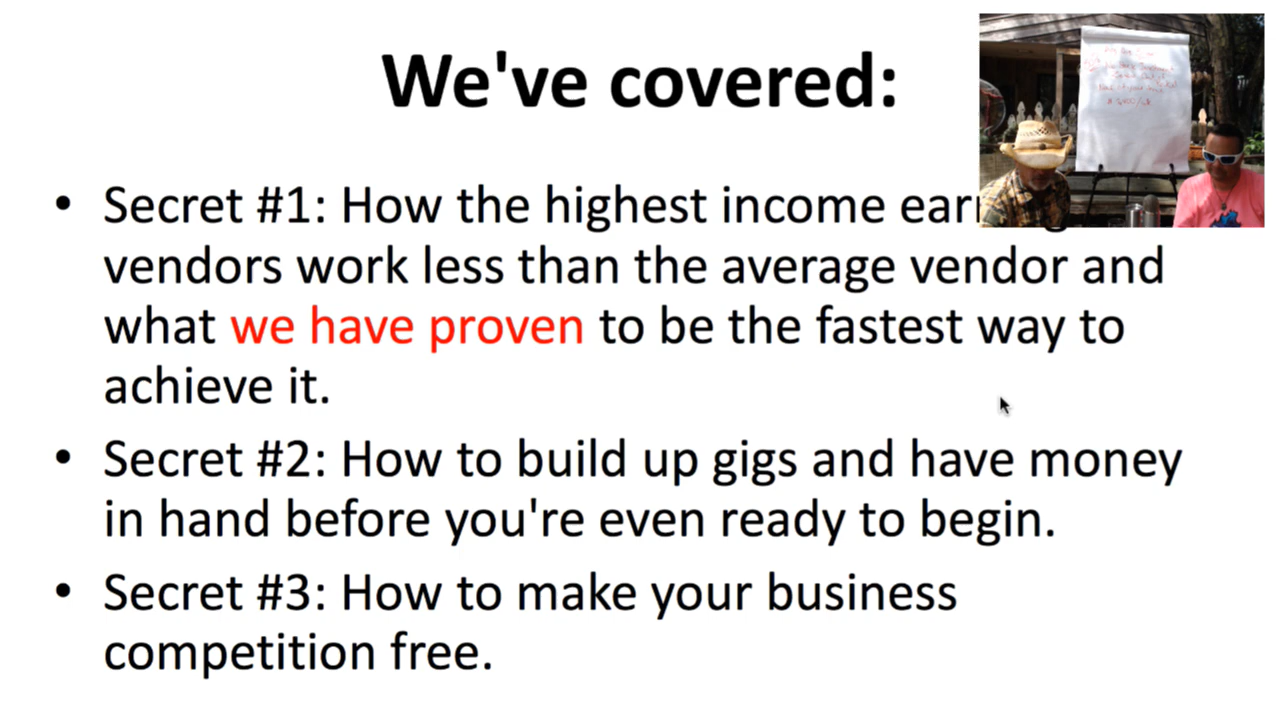 We've covered:
• Secret #1: How the highest income
vendors work less than the average vendor and
what we have proven to be the fastest way to
achieve it.
• Secret #2: How to build up gigs and have money
in hand before you're even ready to begin.
• Secret #3: How to make your business
competition free.